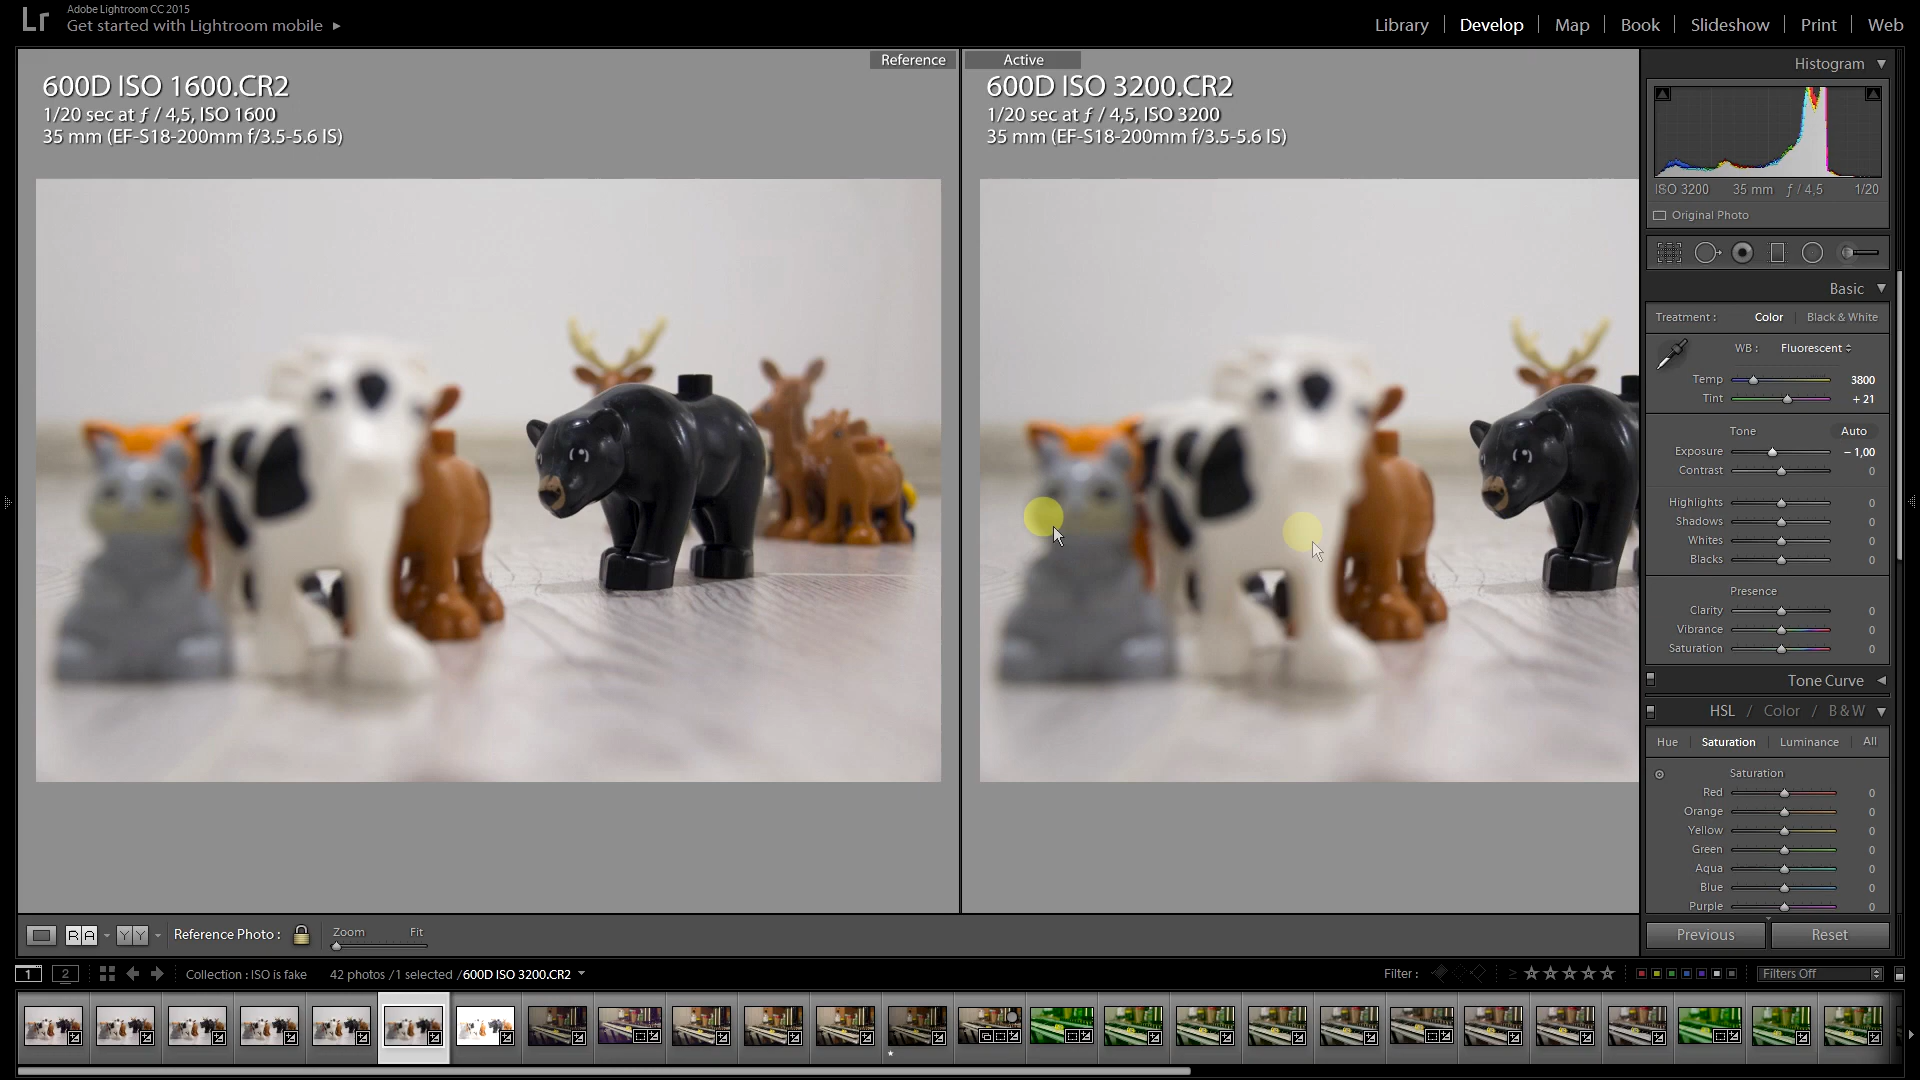 Lr
Adobe Lightroom CC 2015
Get started with Lightroom mobile
Library
Develop
Map
Book
Slideshow
Print
Web
Reference
600D ISO 1600.CR2
1/20 sec at ƒ / 4,5, ISO 1600
35 mm (EF-S18-200mm f/3.5-5.6 IS)
Active
600D ISO 3200.CR2
1/20 sec at ƒ / 4,5, ISO 3200
35 mm (EF-S18-200mm f/3.5-5.6 IS)
Histogram
ISO 3200 35 mm ƒ / 4,5 1/20
Original Photo
Basic
Treatment : Color Black & White
WB : Fluorescent
Temp 3800
Tint + 21
Tone Auto
Exposure – 1,00
Contrast 0
Highlights 0
Shadows 0
Whites 0
Blacks 0
Presence
Clarity 0
Vibrance 0
Saturation 0
Tone Curve
HSL / Color / B & W
Hue Saturation Luminance All
Saturation
Red 0
Orange 0
Yellow 0
Green 0
Aqua 0
Blue 0
Purple 0
Previous Reset
R A Y Y Reference Photo : Zoom Fit
1 2 Collection : ISO is fake 42 photos / 1 selected / 600D ISO 3200.CR2
Filter : ≥ Filters Off